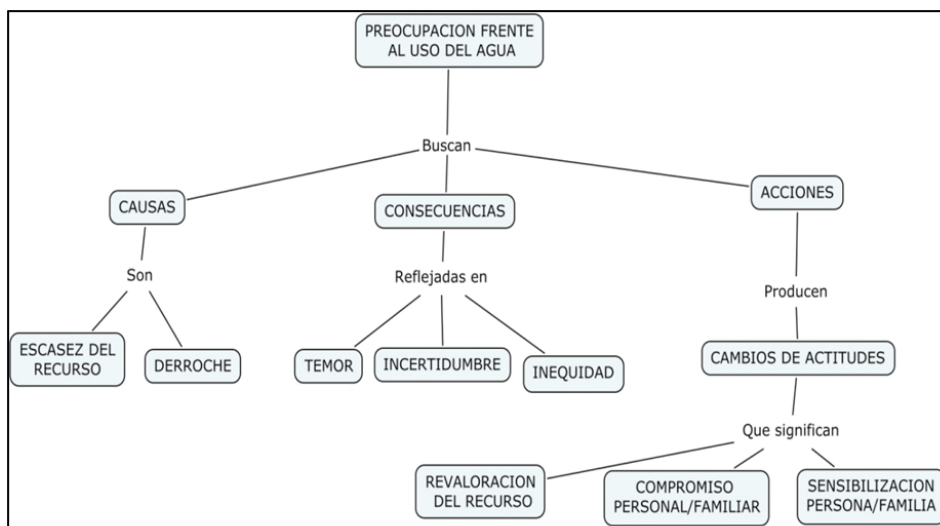 PREOCUPACION FRENTE
AL USO DEL AGUA
Buscan
CAUSAS
CONSECUENCIAS
ACCIONES
Son
Reflejadas en
Producen
ESCASEZ DEL
RECURSO
DERROCHE
TEMOR
INCERTIDUMBRE
INEQUIDAD
CAMBIOS DE ACTITUDES
Que significan
REVALORACION
DEL RECURSO
COMPROMISO
PERSONAL/FAMILIAR
SENSIBILIZACION
PERSONA/FAMILIA